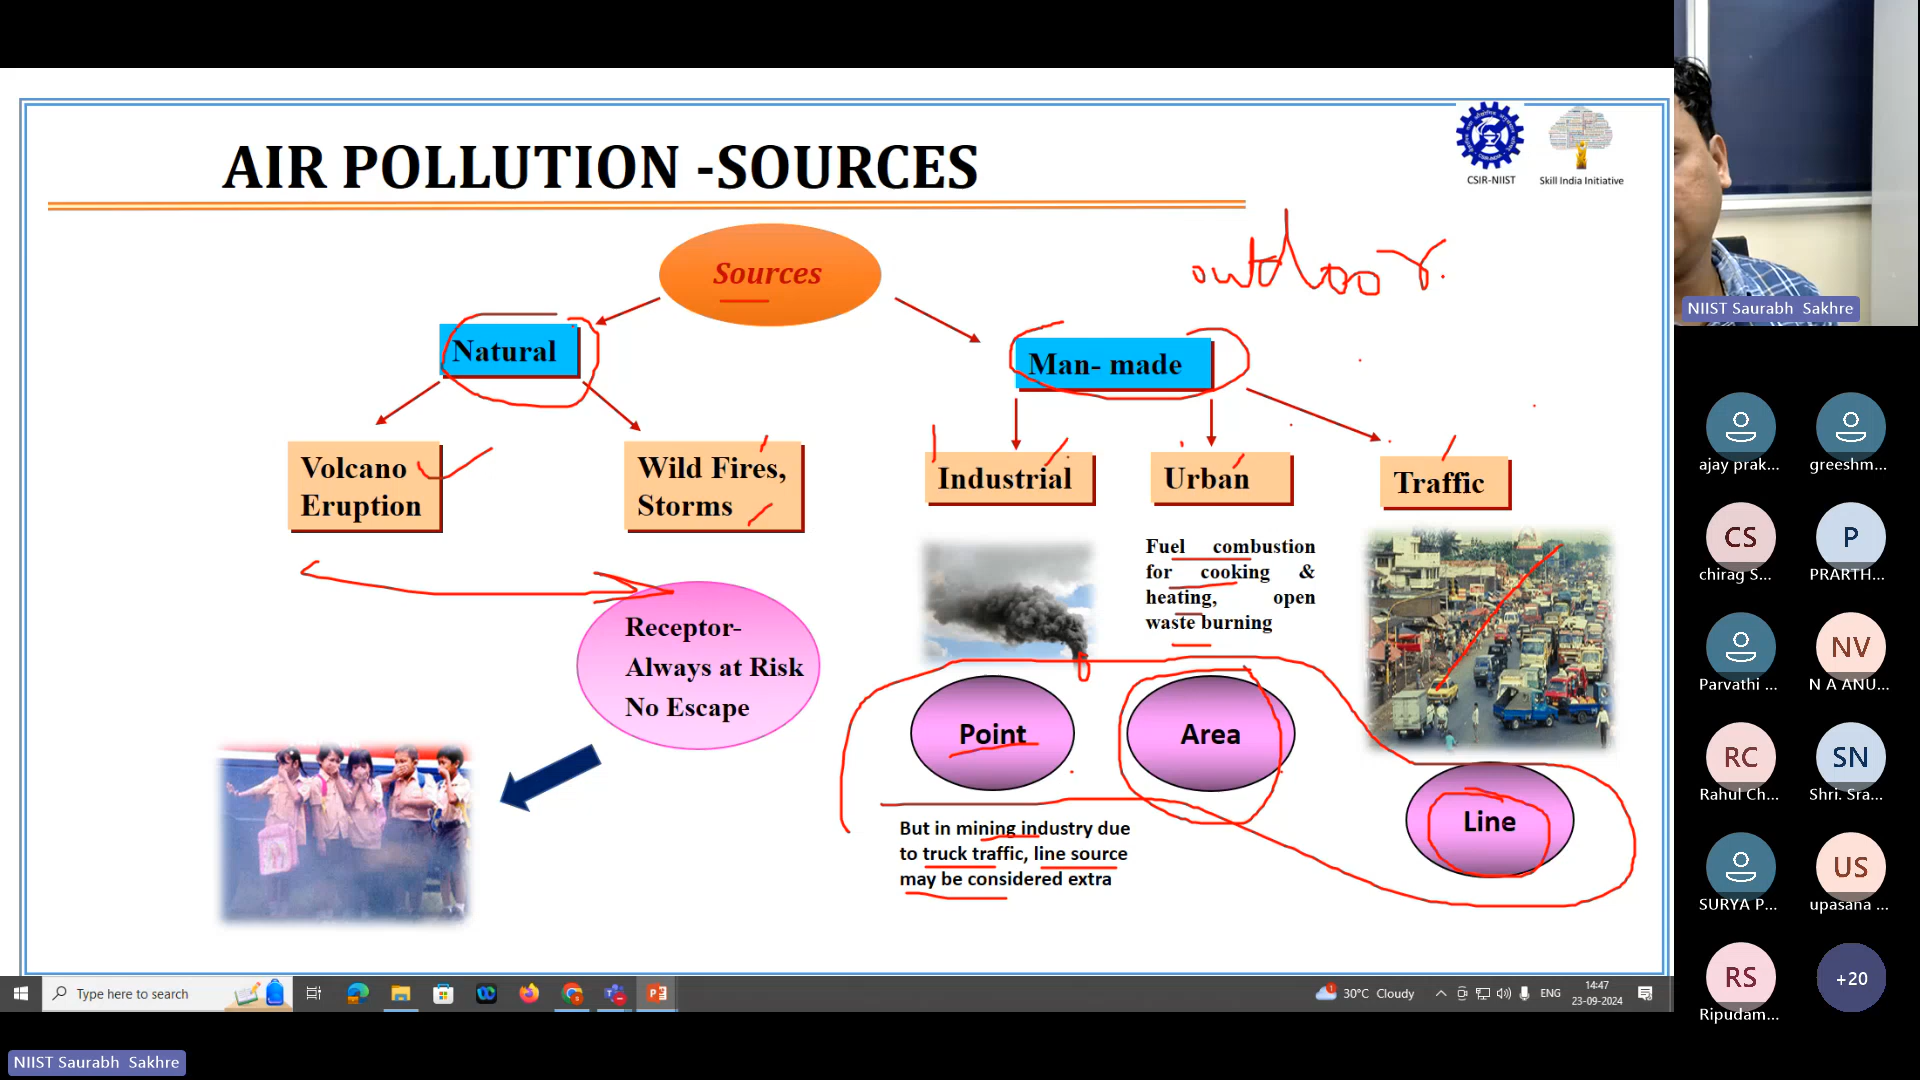 AIR POLLUTION -SOURCES
CSIR-NIIST
Skill India Initiative
Sources
outdoor
Natural
Man- made
Volcano
Eruption
Wild Fires,
Storms
Industrial
Urban
Traffic
Fuel combustion
for cooking &
heating, open
waste burning
Receptor-
Always at Risk
No Escape
Point
Area
Line
But in mining industry due
to truck traffic, line source
may be considered extra
NIIST Saurabh Sakhre
ajay prak...
greeshm...
CS
chirag S...
P
PRARTH...
Parvathi ...
NV
N A ANU...
RC
Rahul Ch...
SN
Shri. Sra...
SURYA P...
US
upasana ...
RS
Ripudam...
+20
Type here to search
30°C Cloudy
ENG
14:47
23-09-2024
NIIST Saurabh Sakhre